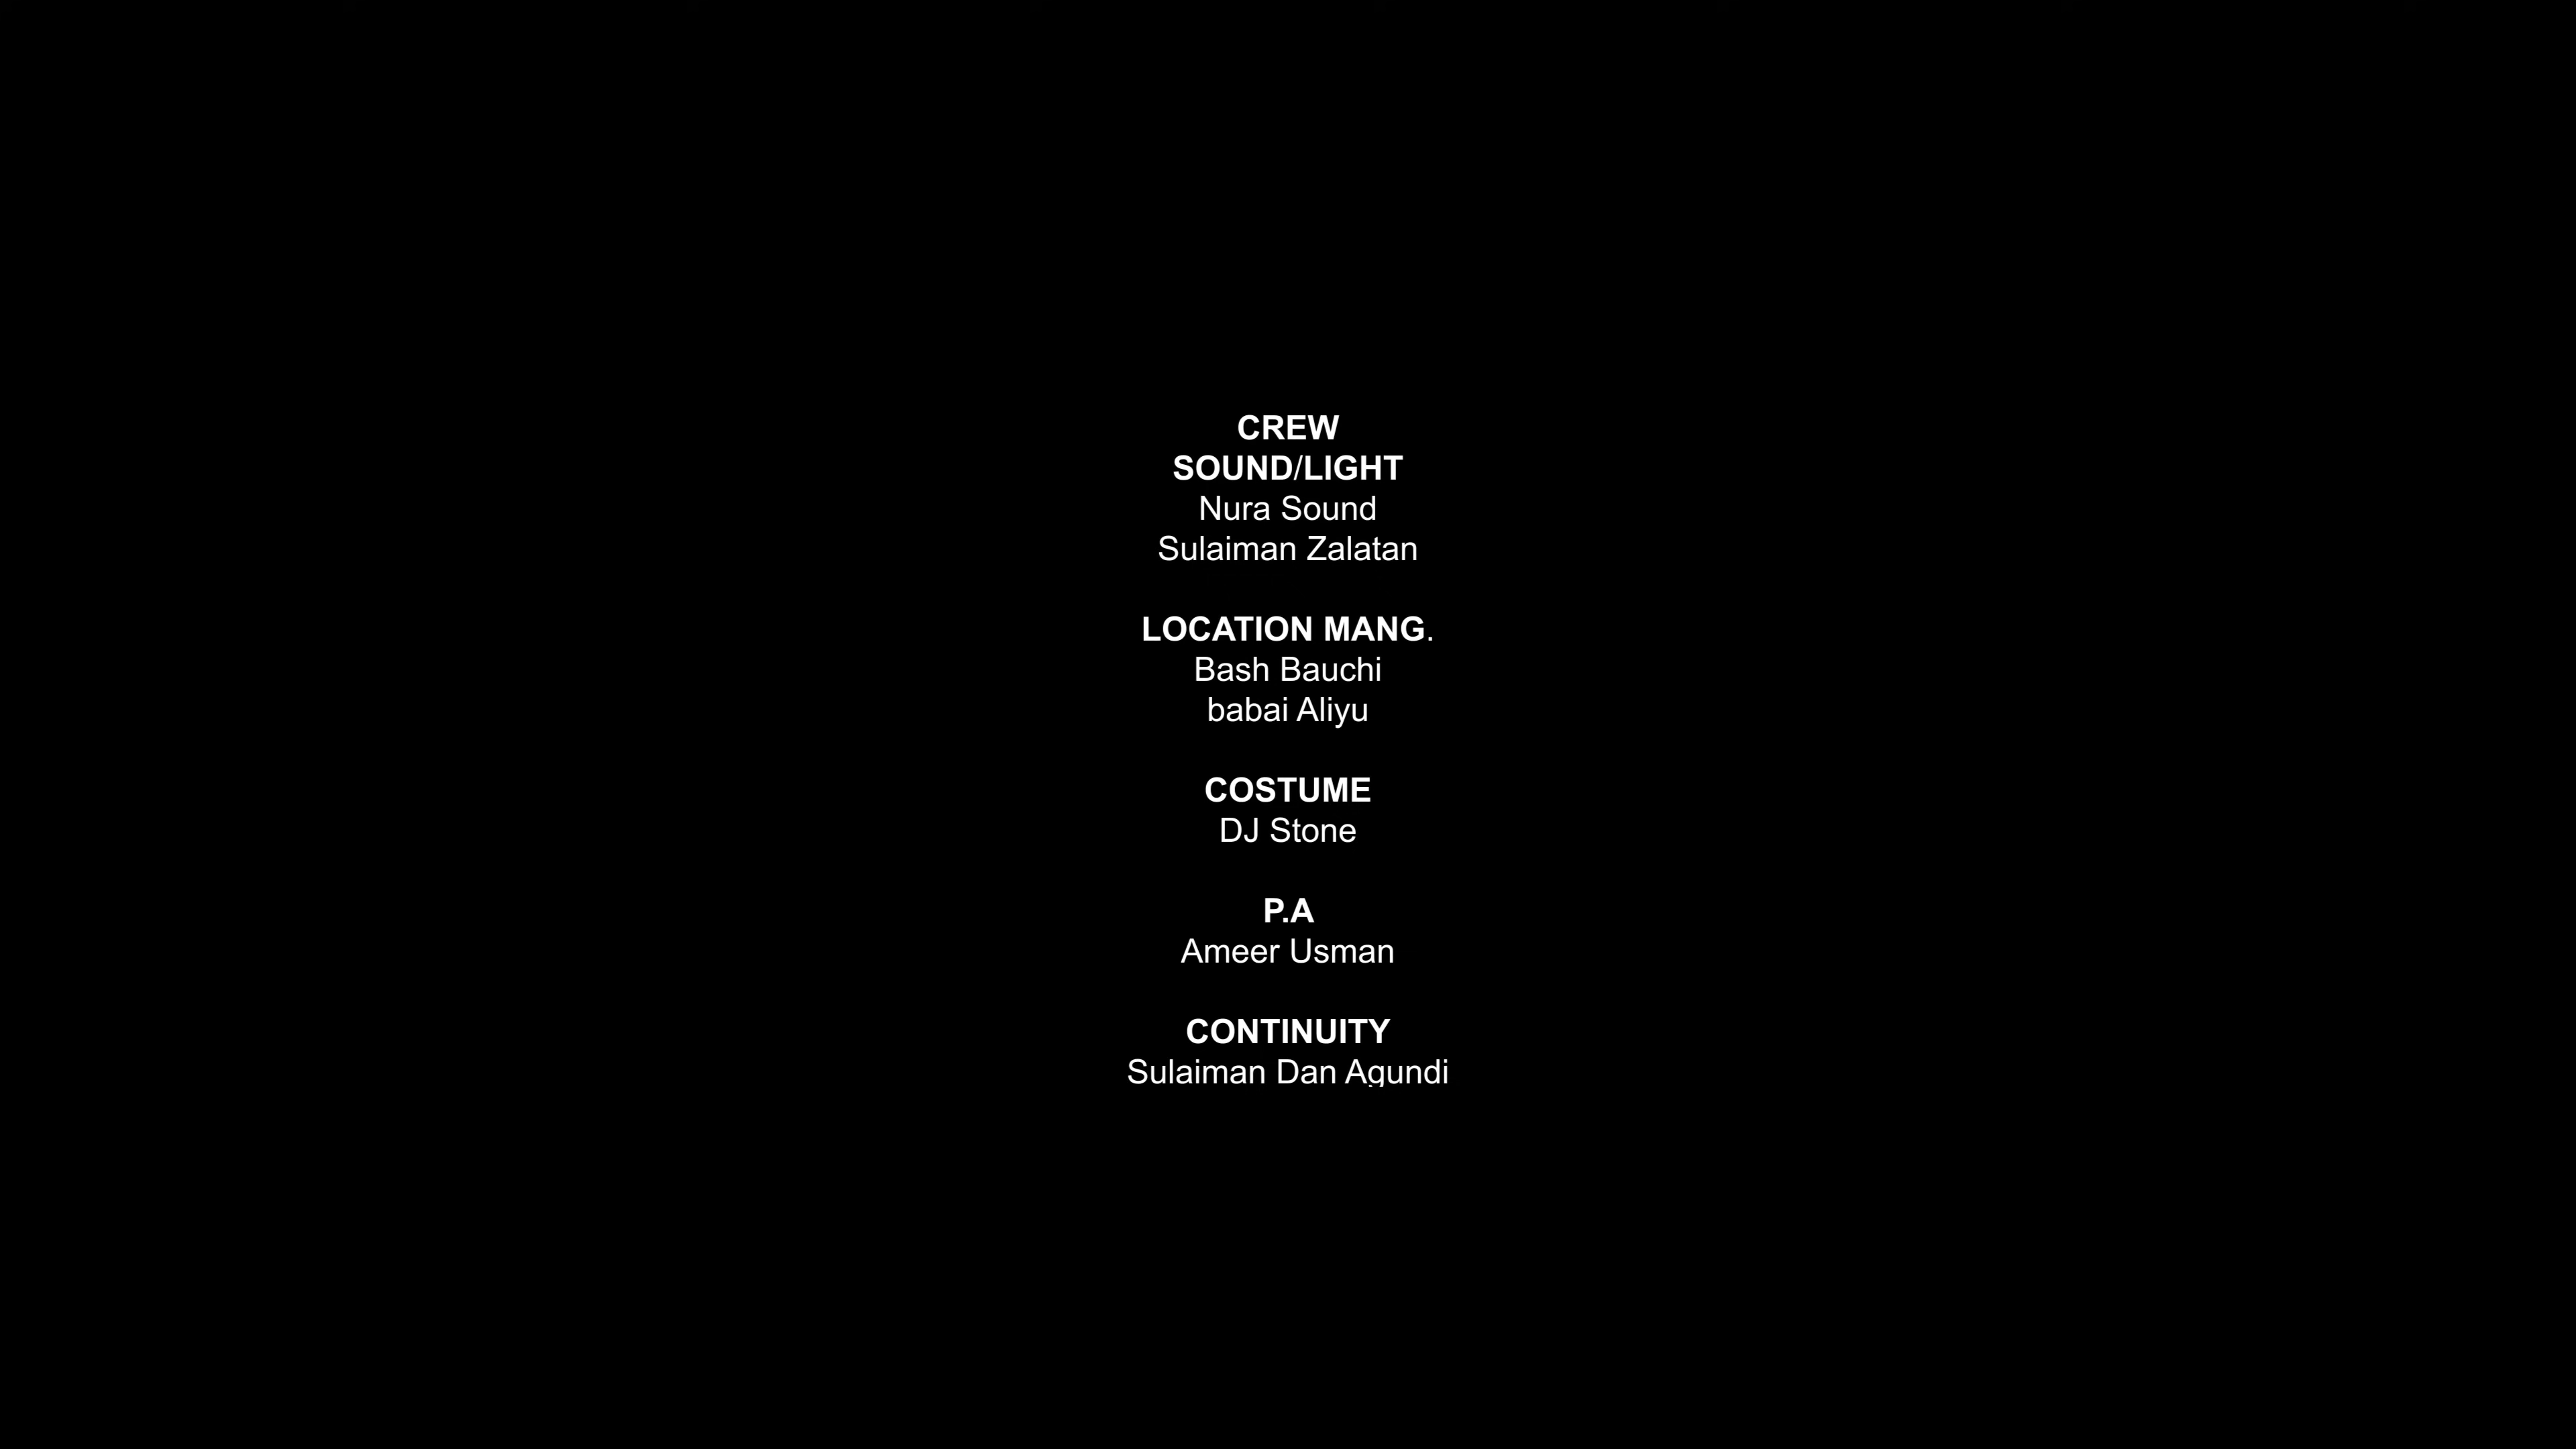 CREW
SOUND/LIGHT
Nura Sound
Sulaiman Zalatan
LOCATION MANG.
Bash Bauchi
babai Aliyu
COSTUME
DJ Stone
P.A
Ameer Usman
CONTINUITY
Sulaiman Dan Agundi